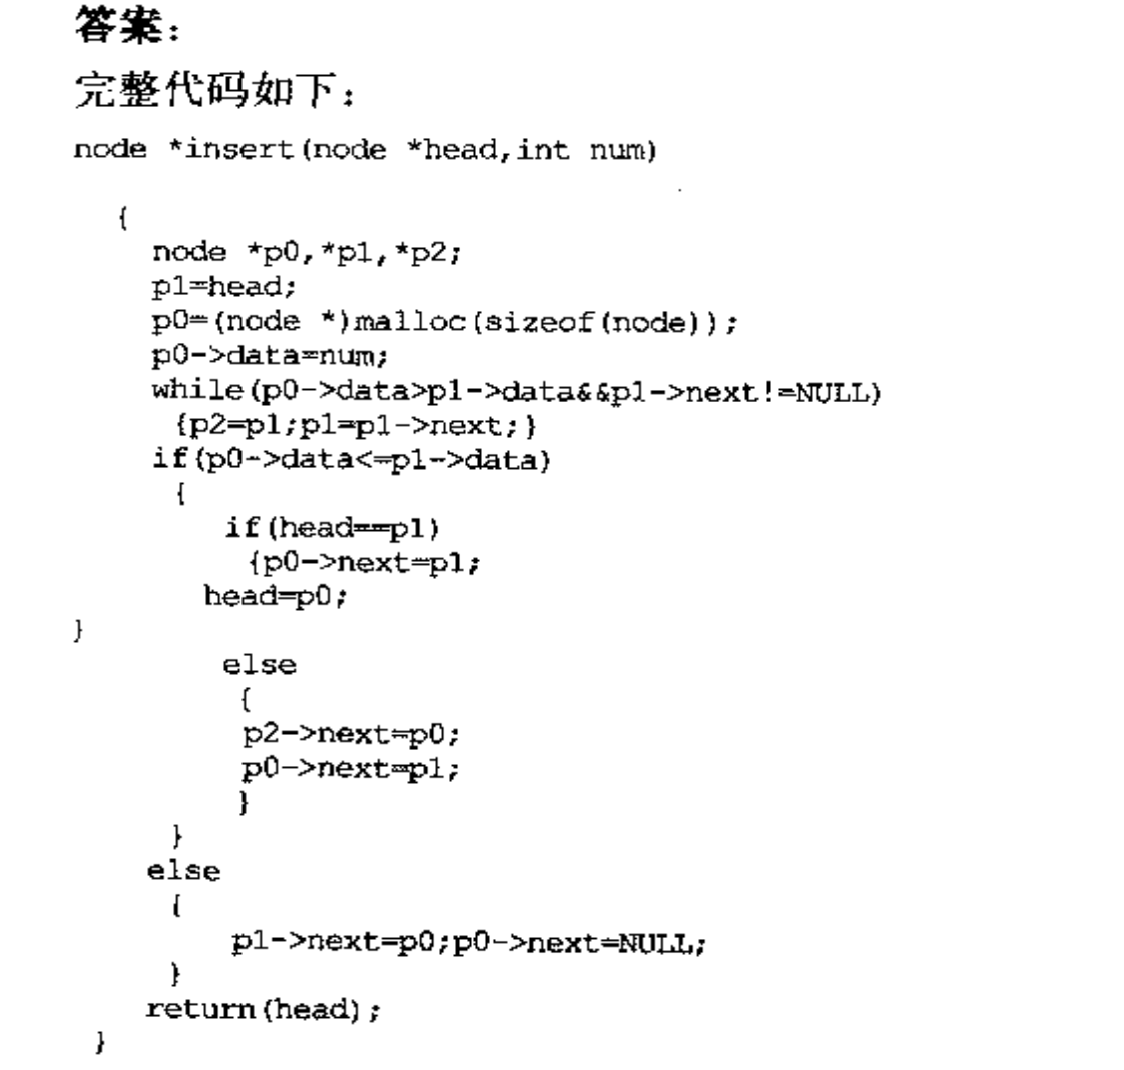 答案：
完整代码如下：
node *insert(node *head,int num)
{
node *p0,*p1,*p2;
p1=head;
p0=(node *)malloc(sizeof(node));
p0->data=num;
while(p0->data>p1->data&&p1->next!=NULL)
{p2=p1;p1=p1->next;}
if(p0->data<=p1->data)
{
if(head==p1)
{p0->next=p1;
head=p0;
}
else
{
p2->next=p0;
p0->next=p1;
}
}
else
{
p1->next=p0;p0->next=NULL;
}
return(head);
}